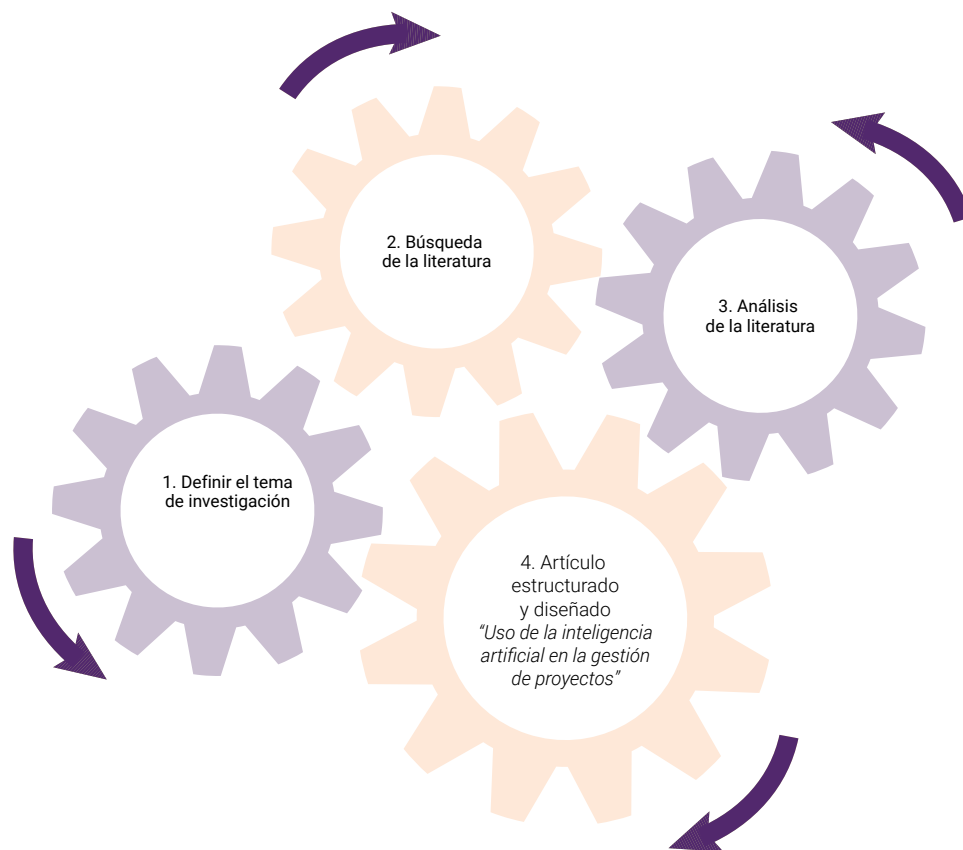 1. Definir el tema
de investigación
2. Búsqueda
de la literatura
3. Análisis
de la literatura
4. Artículo
estructurado
y diseñado
“Uso de la inteligencia
artificial en la gestión
de proyectos”